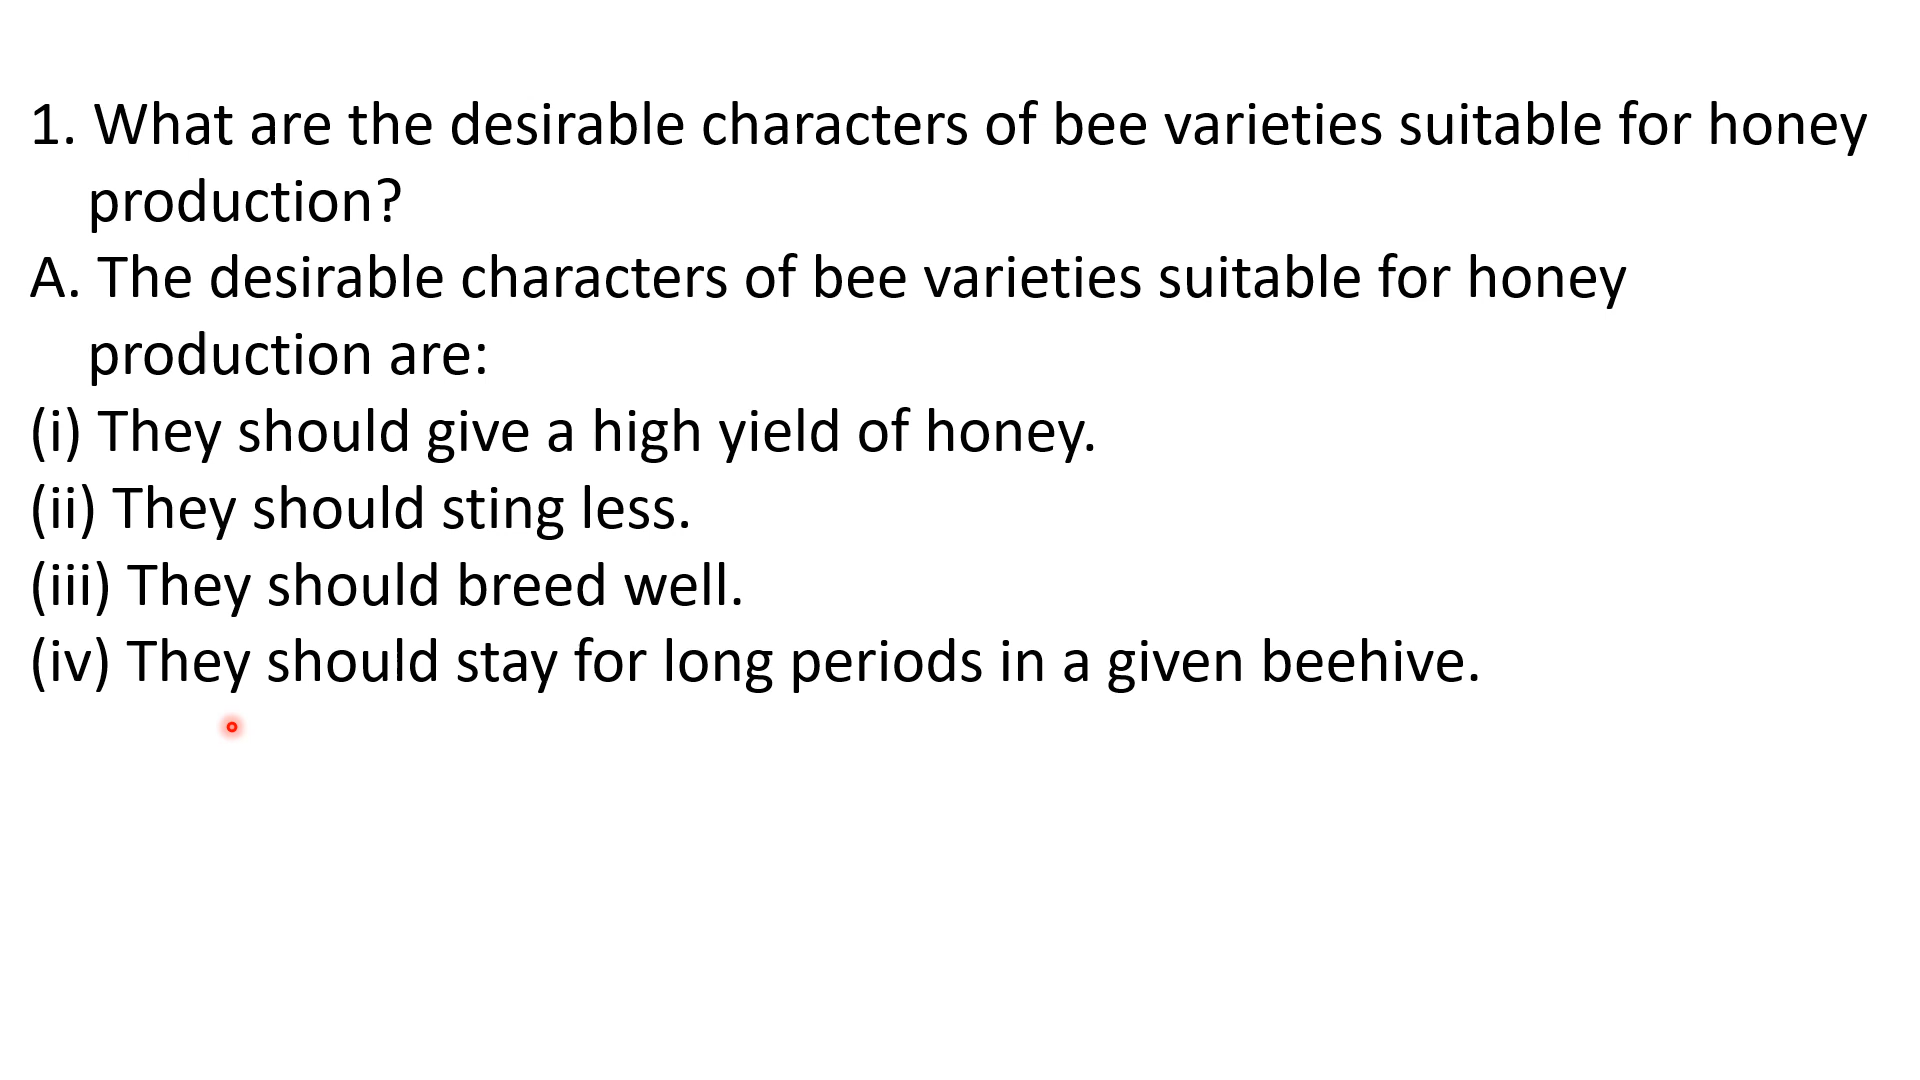 1. What are the desirable characters of bee varieties suitable for honey
production?
A. The desirable characters of bee varieties suitable for honey
production are:
(i) They should give a high yield of honey.
(ii) They should sting less.
(iii) They should breed well.
(iv) They should stay for long periods in a given beehive.